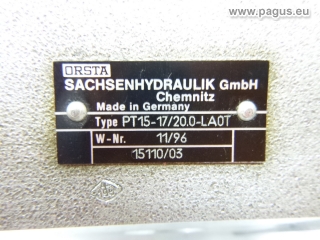 www.pagus.eu
ORSTA
SACHSENHYDRAULIK GmbH
Chemnitz
Made in Germany
Type PT15-17/20.0-LA0T
W-Nr. 11/96
15110/03